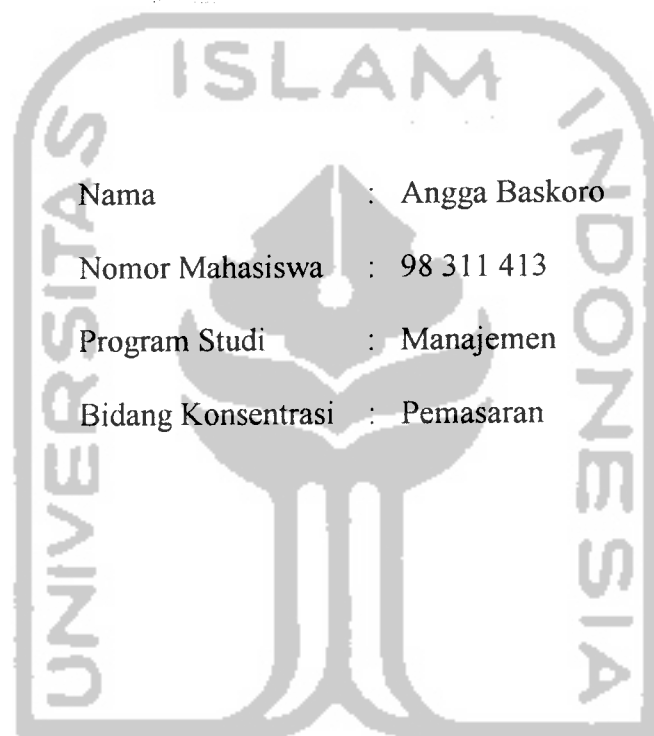 UNIVERSITAS ISLAM INDONESIA
Nama : Angga Baskoro
Nomor Mahasiswa : 98 311 413
Program Studi : Manajemen
Bidang Konsentrasi : Pemasaran